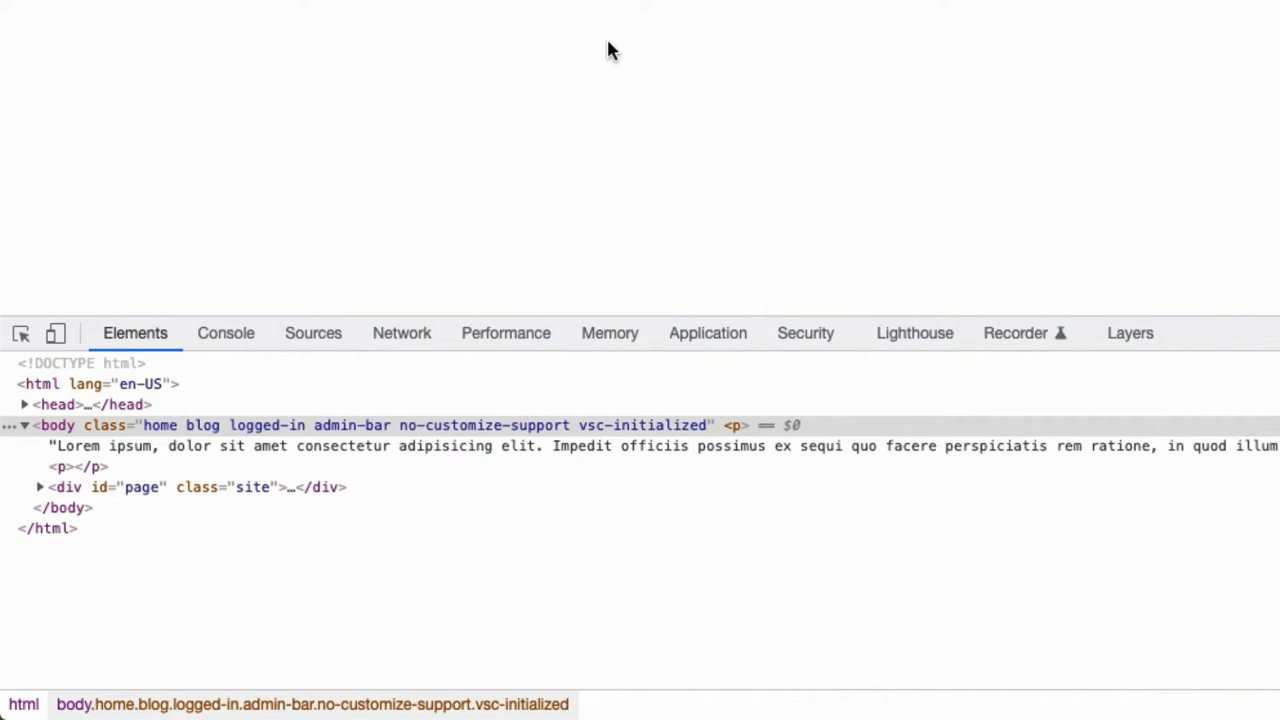 Elements Console Sources Network Performance Memory Application Security Lighthouse Recorder Layers
<!DOCTYPE html>
<html lang="en-US">
<head>…</head>
<body class="home blog logged-in admin-bar no-customize-support vsc-initialized" <p> == $0
"Lorem ipsum, dolor sit amet consectetur adipisicing elit. Impedit officiis possimus ex sequi quo facere perspiciatis rem ratione, in quod illum
<p></p>
<div id="page" class="site">…</div>
</body>
</html>
html body.home.blog.logged-in.admin-bar.no-customize-support.vsc-initialized